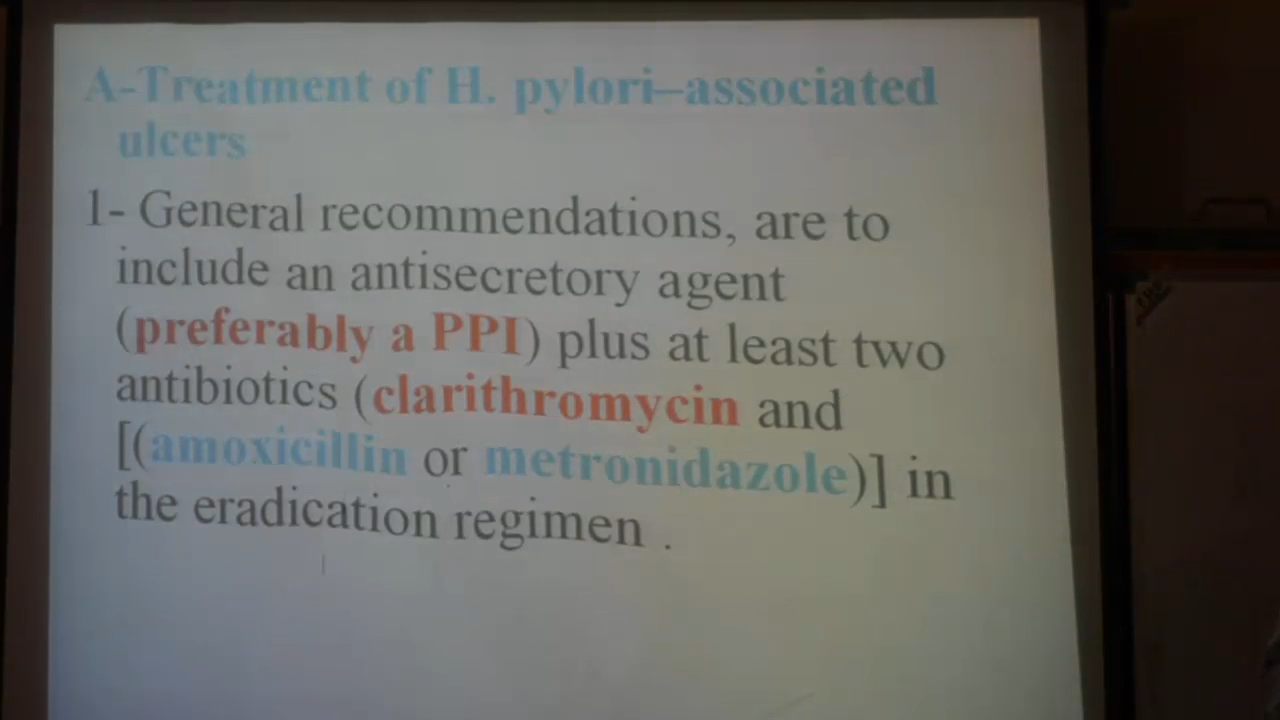 A-Treatment of H. pylori–associated
ulcers
1- General recommendations, are to
include an antisecretory agent
(preferably a PPI) plus at least two
antibiotics (clarithromycin and
[(amoxicillin or metronidazole)] in
the eradication regimen .